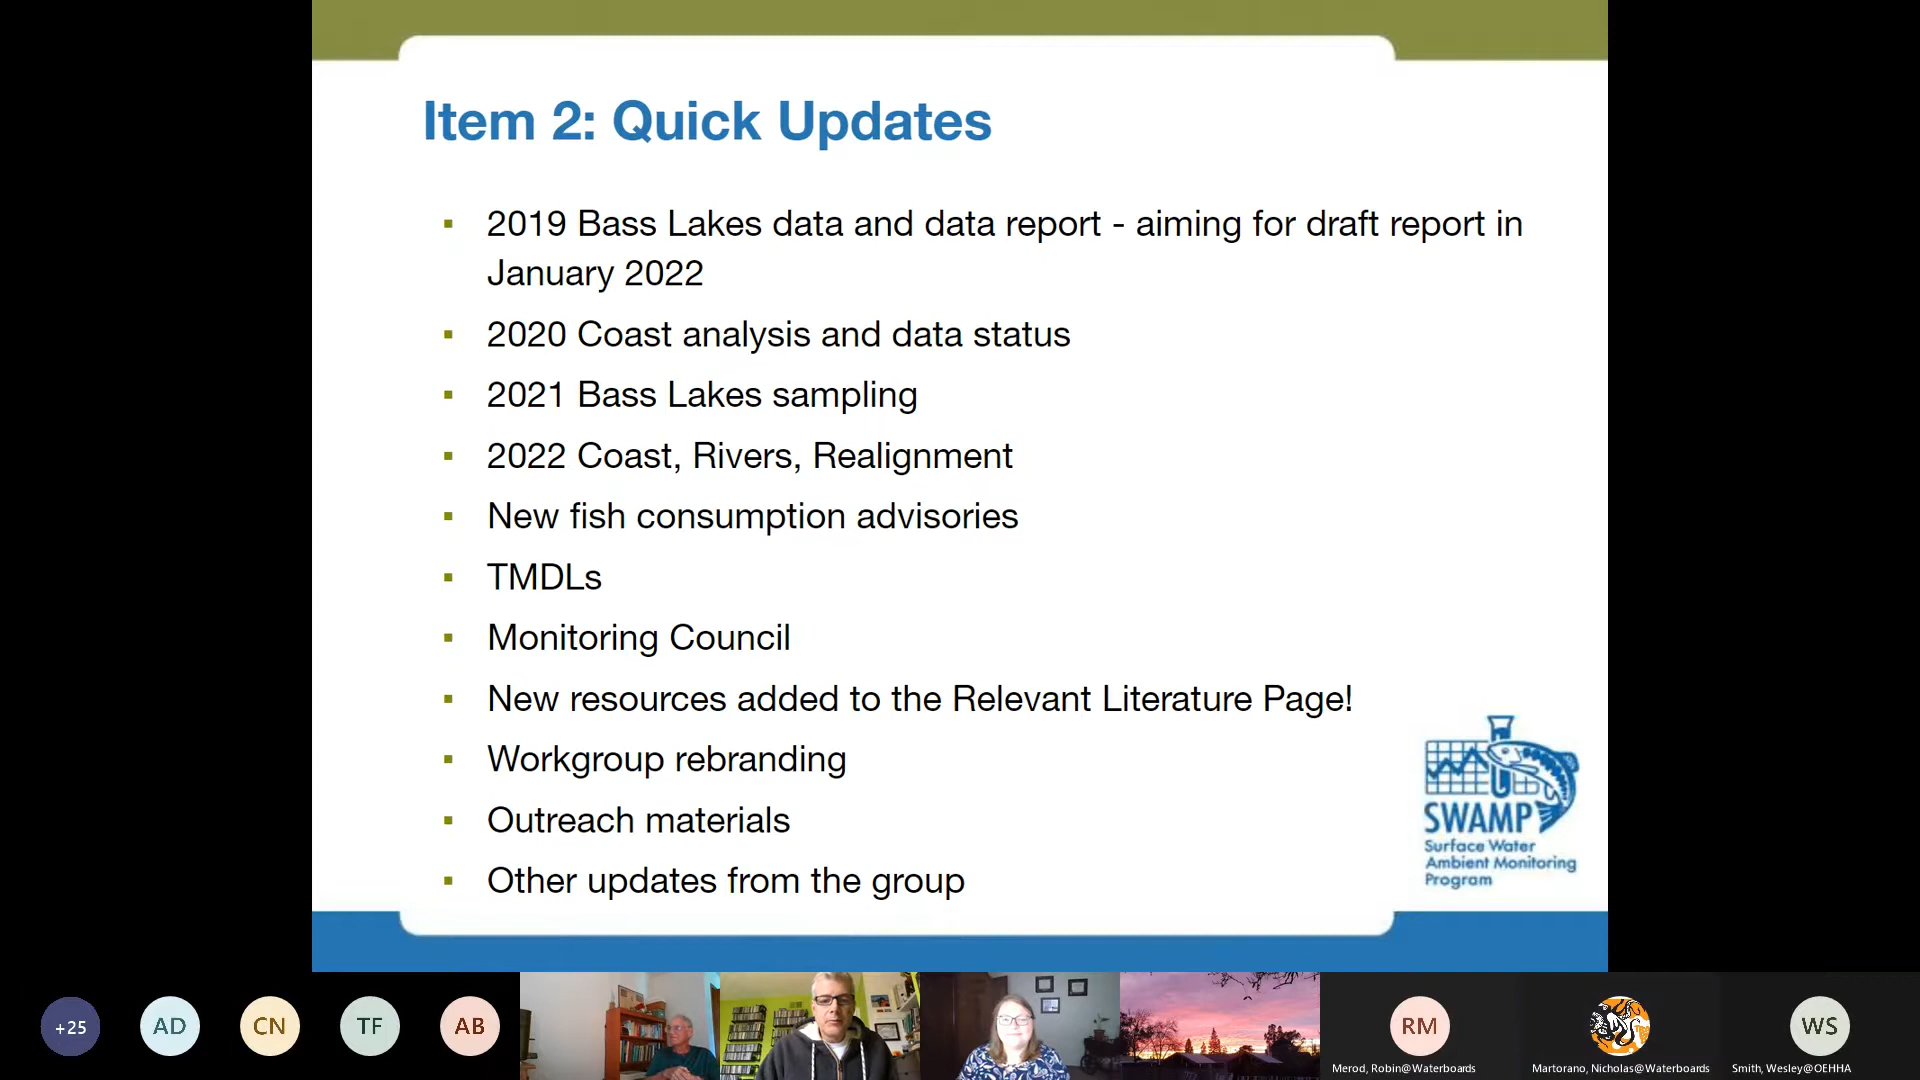 Item 2: Quick Updates
2019 Bass Lakes data and data report - aiming for draft report in
January 2022
2020 Coast analysis and data status
2021 Bass Lakes sampling
2022 Coast, Rivers, Realignment
New fish consumption advisories
TMDLs
Monitoring Council
New resources added to the Relevant Literature Page!
Workgroup rebranding
Outreach materials
Other updates from the group
SWAMP
Surface Water
Ambient Monitoring
Program
+25
AD
CN
TF
AB
RM
WS
Merod, Robin@Waterboards
Martorano, Nicholas@Waterboards
Smith, Wesley@OEHHA